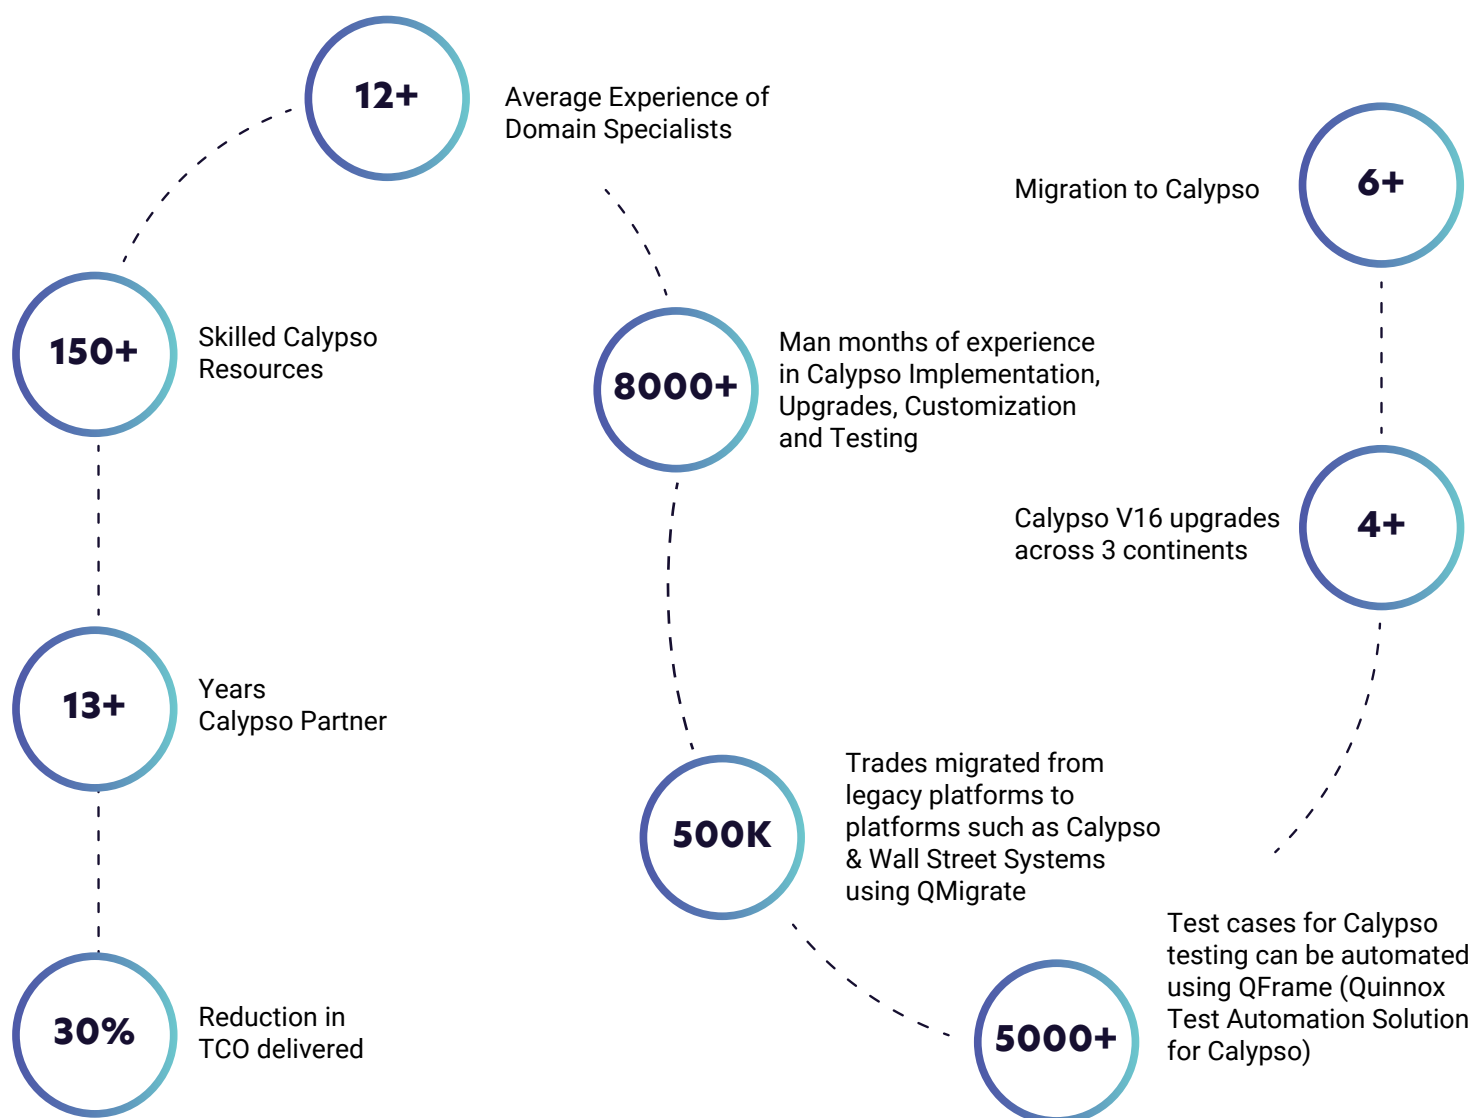 12+
Average Experience of
Domain Specialists
6+
Migration to Calypso
150+
Skilled Calypso
Resources
8000+
Man months of experience
in Calypso Implementation,
Upgrades, Customization
and Testing
4+
Calypso V16 upgrades
across 3 continents
13+
Years
Calypso Partner
500K
Trades migrated from
legacy platforms to
platforms such as Calypso
& Wall Street Systems
using QMigrate
30%
Reduction in
TCO delivered
5000+
Test cases for Calypso
testing can be automated
using QFrame (Quinnox
Test Automation Solution
for Calypso)